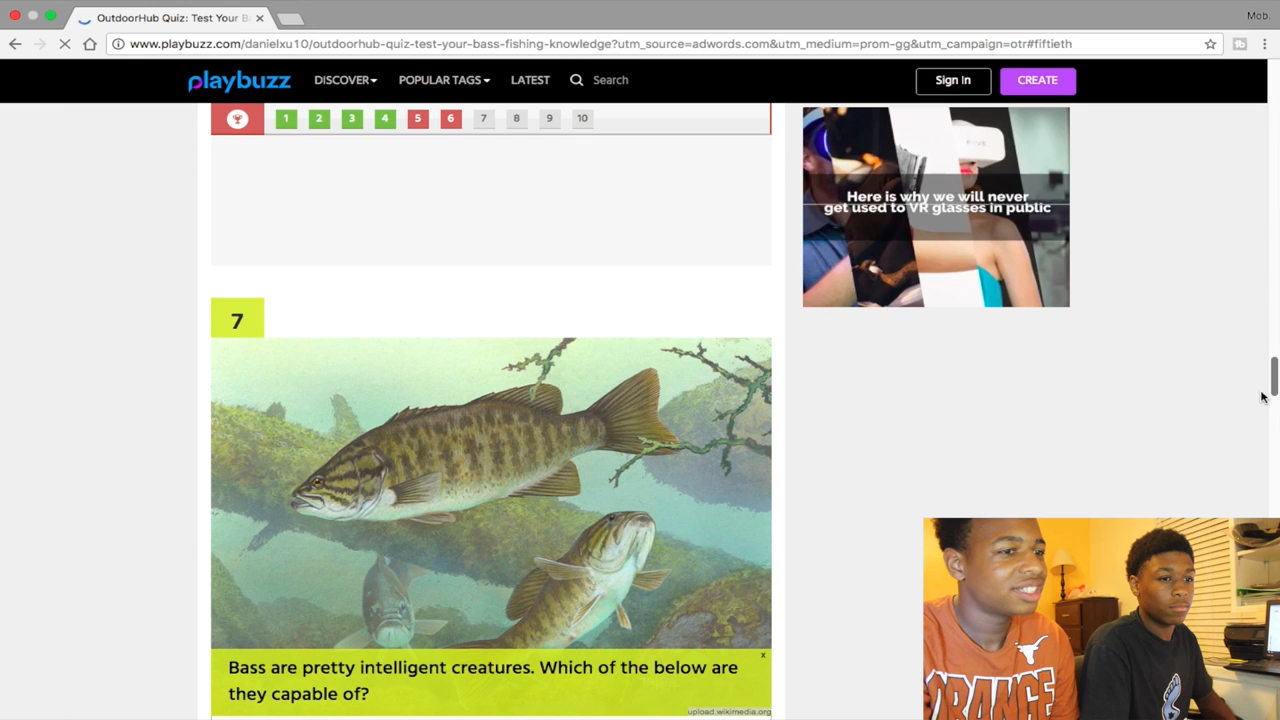 OutdoorHub Quiz: Test Your B
Mob.
www.playbuzz.com/danielxu10/outdoorhub-quiz-test-your-bass-fishing-knowledge?utm_source=adwords.com&utm_medium=prom-gg&utm_campaign=otr#fiftieth
playbuzz DISCOVER POPULAR TAGS LATEST Search Sign In CREATE
1 2 3 4 5 6 7 8 9 10
Here is why we will never
get used to VR glasses in public
7
Bass are pretty intelligent creatures. Which of the below are
they capable of?
x
upload.wikimedia.org
ORANGE